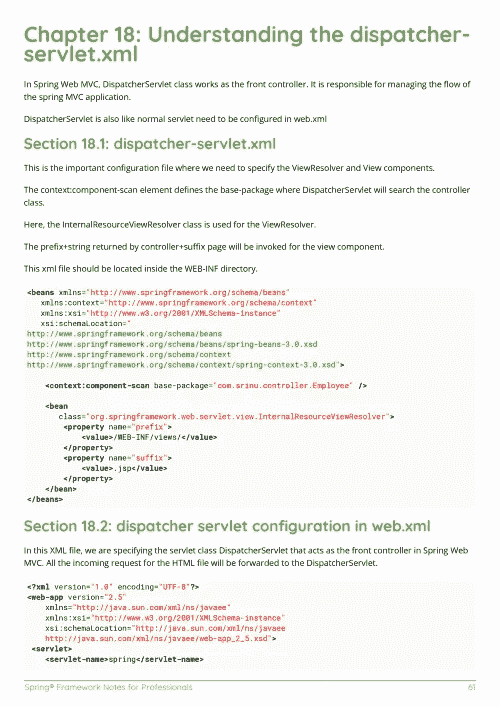 Chapter 18: Understanding the dispatcher-
servlet.xml
In Spring Web MVC, DispatcherServlet class works as the front controller. It is responsible for managing the flow of
the spring MVC application.
DispatcherServlet is also like normal servlet need to be configured in web.xml
Section 18.1: dispatcher-servlet.xml
This is the important configuration file where we need to specify the ViewResolver and View components.
The context:component-scan element defines the base-package where DispatcherServlet will search the controller
class.
Here, the InternalResourceViewResolver class is used for the ViewResolver.
The prefix+string returned by controller+suffix page will be invoked for the view component.
This xml file should be located inside the WEB-INF directory.
<beans xmlns="http://www.springframework.org/schema/beans"
xmlns:context="http://www.springframework.org/schema/context"
xmlns:xsi="http://www.w3.org/2001/XMLSchema-instance"
xsi:schemaLocation="
http://www.springframework.org/schema/beans
http://www.springframework.org/schema/beans/spring-beans-3.0.xsd
http://www.springframework.org/schema/context
http://www.springframework.org/schema/context/spring-context-3.0.xsd">
<context:component-scan base-package="com.srinu.controller.Employee" />
<bean
class="org.springframework.web.servlet.view.InternalResourceViewResolver">
<property name="prefix">
<value>/WEB-INF/views/</value>
</property>
<property name="suffix">
<value>.jsp</value>
</property>
</bean>
</beans>
Section 18.2: dispatcher servlet configuration in web.xml
In this XML file, we are specifying the servlet class DispatcherServlet that acts as the front controller in Spring Web
MVC. All the incoming request for the HTML file will be forwarded to the DispatcherServlet.
<?xml version="1.0" encoding="UTF-8"?>
<web-app version="2.5"
xmlns="http://java.sun.com/xml/ns/javaee"
xmlns:xsi="http://www.w3.org/2001/XMLSchema-instance"
xsi:schemaLocation="http://java.sun.com/xml/ns/javaee
http://java.sun.com/xml/ns/javaee/web-app_2_5.xsd">
<servlet>
<servlet-name>spring</servlet-name>
Spring® Framework Notes for Professionals
61